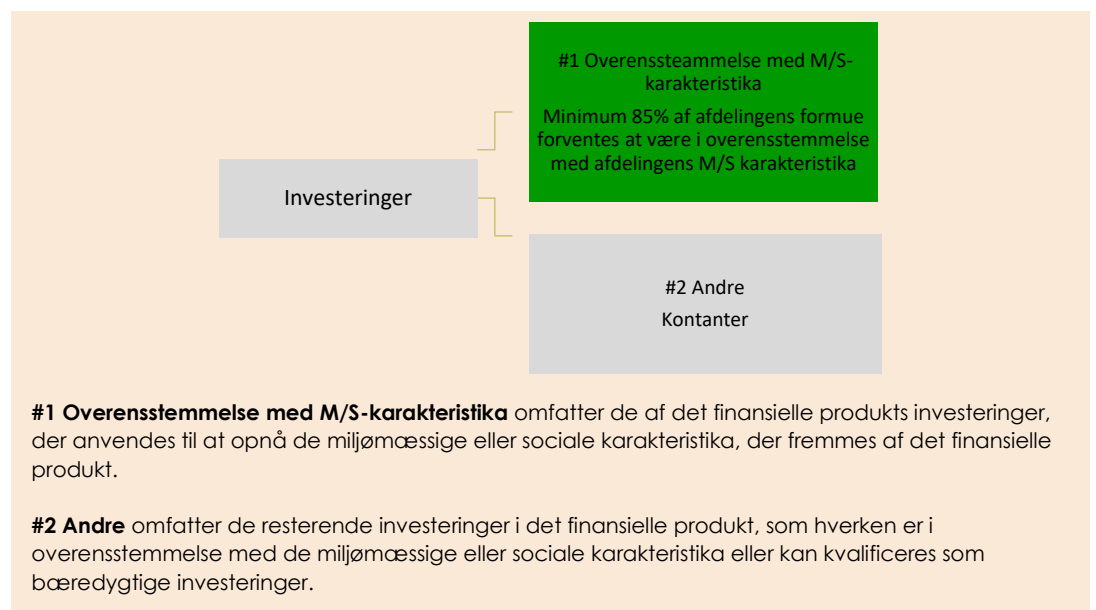 #1 Overenssteammelse med M/S-
karakteristika
Minimum 85% af afdelingens formue
forventes at være i overensstemmelse
med afdelingens M/S karakteristika
Investeringer
#2 Andre
Kontanter
#1 Overensstemmelse med M/S-karakteristika omfatter de af det finansielle produkts investeringer,
der anvendes til at opnå de miljømæssige eller sociale karakteristika, der fremmes af det finansielle
produkt.
#2 Andre omfatter de resterende investeringer i det finansielle produkt, som hverken er i
overensstemmelse med de miljømæssige eller sociale karakteristika eller kan kvalificeres som
bæredygtige investeringer.